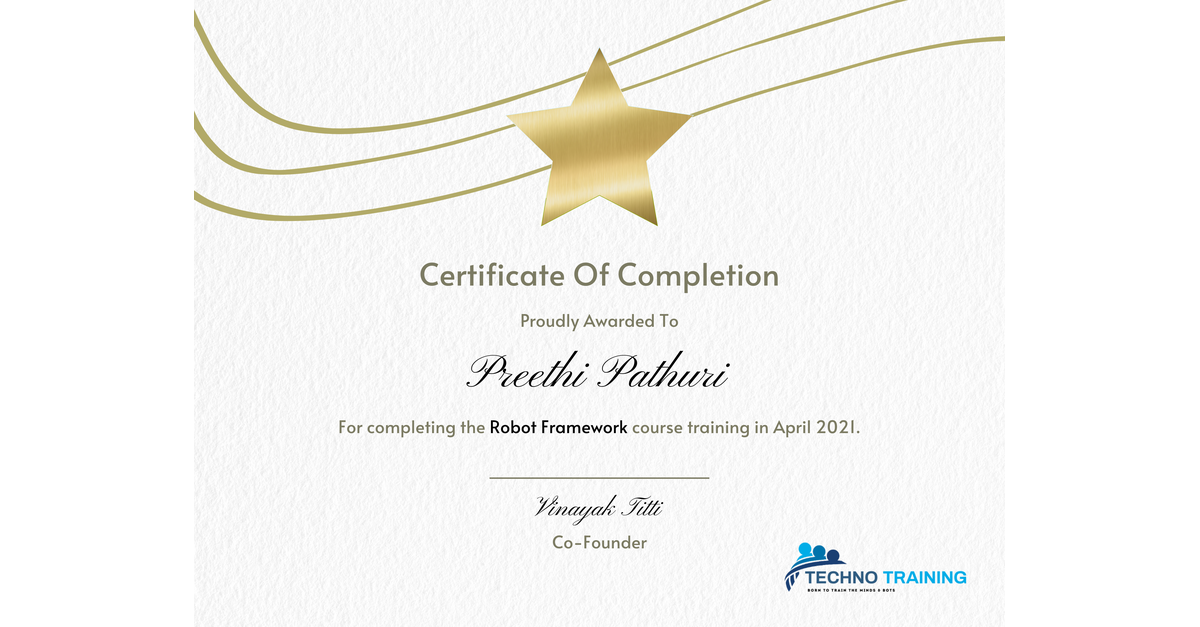 Certificate Of Completion
Proudly Awarded To
Preethi Pathuri
For completing the Robot Framework course training in April 2021.
Vinayak Titti
Co-Founder
TECHNO TRAINING
BORN TO TRAIN THE MINDS & BOTS